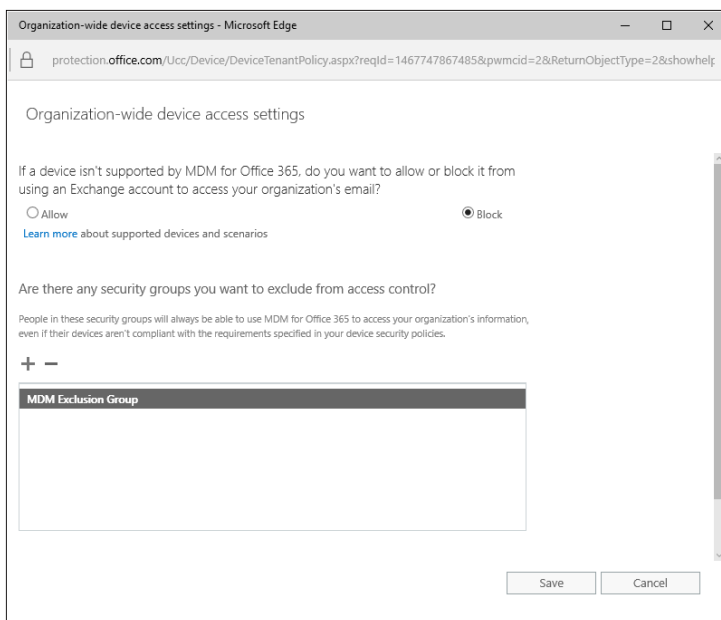 Organization-wide device access settings - Microsoft Edge
protection.office.com/Ucc/Device/DeviceTenantPolicy.aspx?reqId=1467747867485&pwmcid=2&ReturnObjectType=2&showhelp
Organization-wide device access settings
If a device isn't supported by MDM for Office 365, do you want to allow or block it from
using an Exchange account to access your organization's email?
Allow
Block
Learn more about supported devices and scenarios
Are there any security groups you want to exclude from access control?
People in these security groups will always be able to use MDM for Office 365 to access your organization's information,
even if their devices aren't compliant with the requirements specified in your device security policies.
MDM Exclusion Group
Save
Cancel